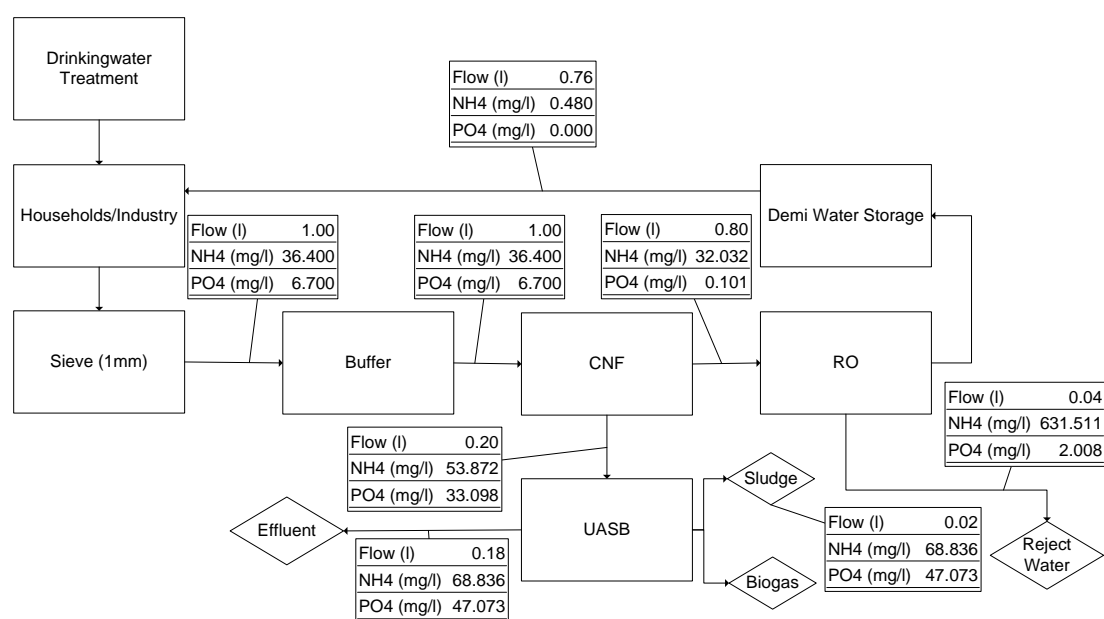 Drinkingwater
Treatment
Flow (l) 0.76
NH4 (mg/l) 0.480
PO4 (mg/l) 0.000
Households/Industry
Demi Water Storage
Flow (l) 1.00
NH4 (mg/l) 36.400
PO4 (mg/l) 6.700
Flow (l) 1.00
NH4 (mg/l) 36.400
PO4 (mg/l) 6.700
Flow (l) 0.80
NH4 (mg/l) 32.032
PO4 (mg/l) 0.101
Sieve (1mm)
Buffer
CNF
RO
Flow (l) 0.04
NH4 (mg/l) 631.511
PO4 (mg/l) 2.008
Flow (l) 0.20
NH4 (mg/l) 53.872
PO4 (mg/l) 33.098
Sludge
Effluent
UASB
Flow (l) 0.18
NH4 (mg/l) 68.836
PO4 (mg/l) 47.073
Biogas
Flow (l) 0.02
NH4 (mg/l) 68.836
PO4 (mg/l) 47.073
Reject
Water